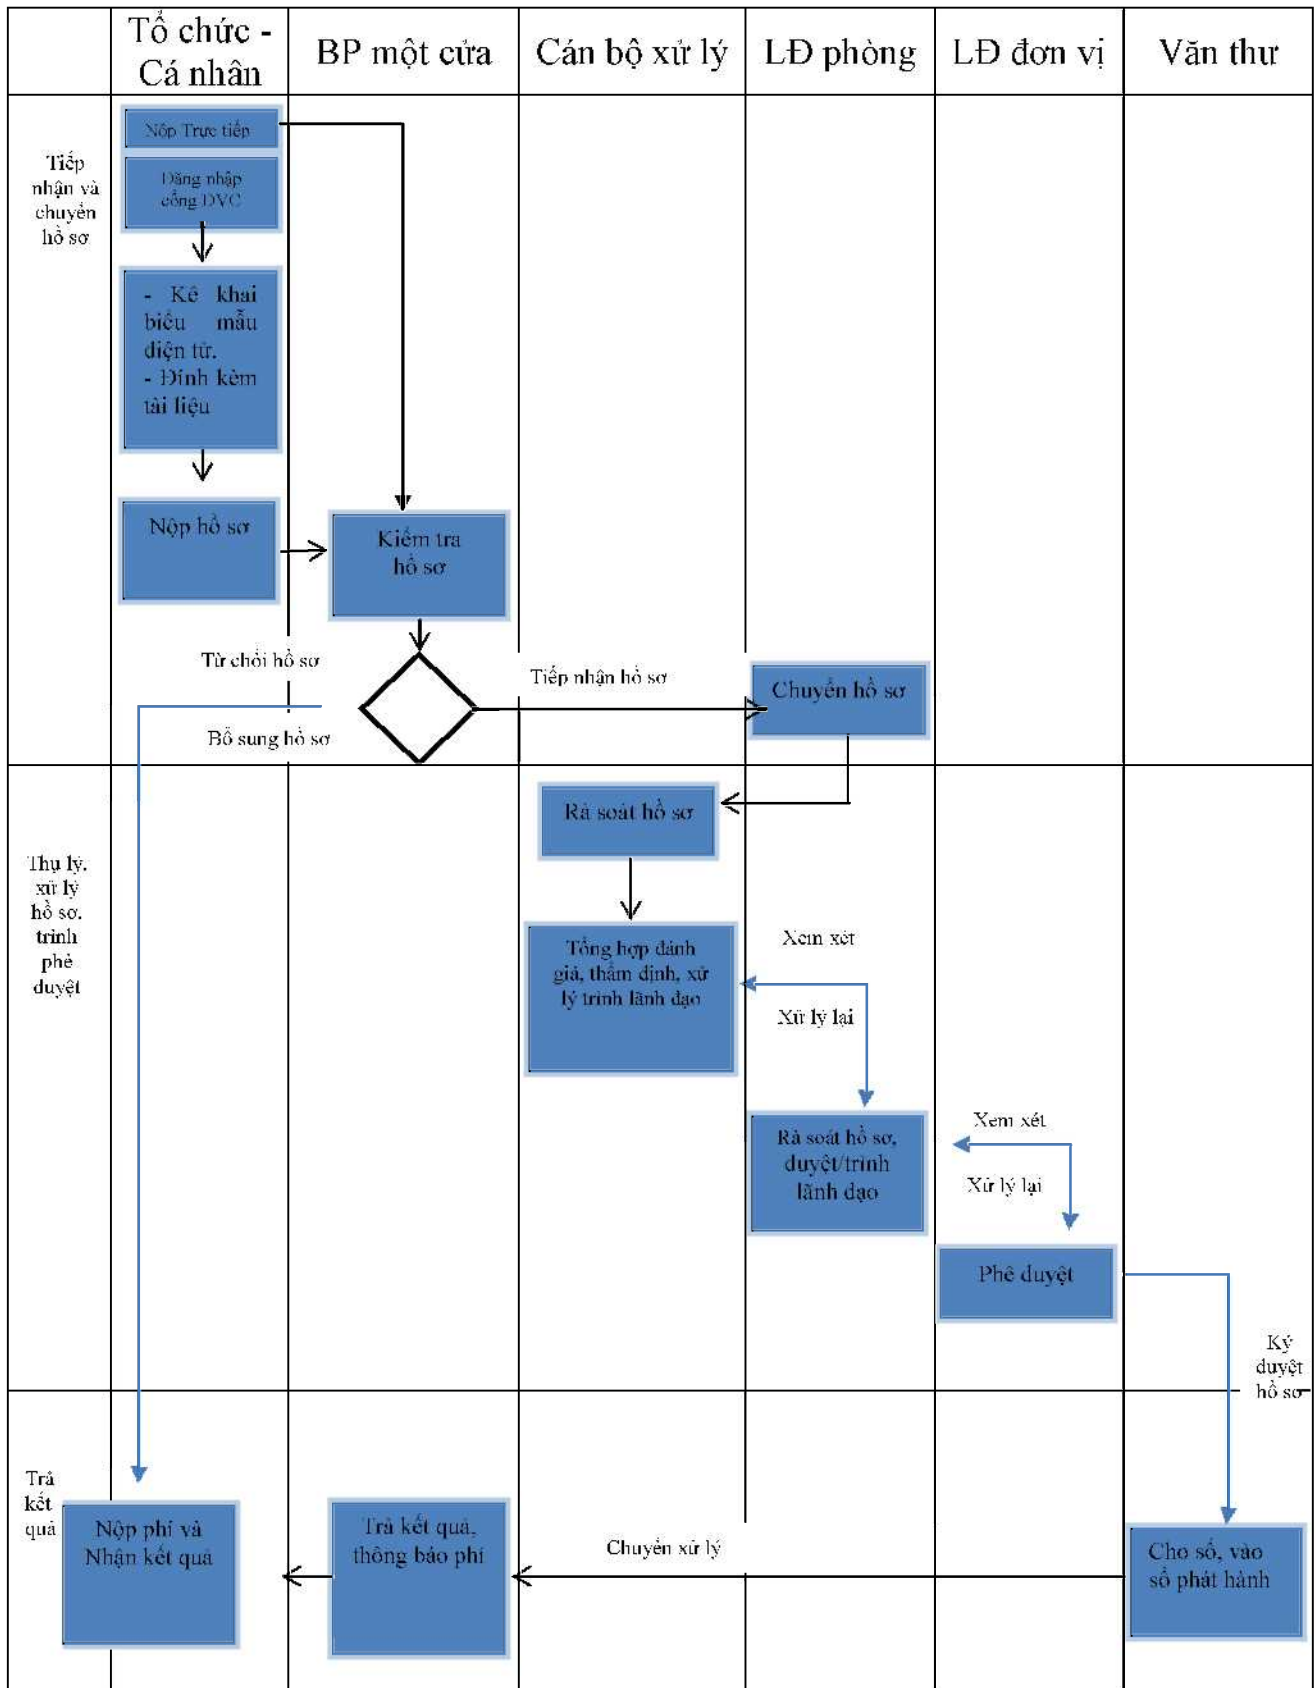 Tổ chức -
Cá nhân
BP một cửa
Cán bộ xử lý
LĐ phòng
LĐ đơn vị
Văn thư
Tiếp
nhận và
chuyển
hồ sơ
Nộp Trực tiếp
Đăng nhập
cổng DVC
- Kê khai
biểu mẫu
điện tử.
- Đính kèm
tài liệu
Nộp hồ sơ
Kiểm tra
hồ sơ
Từ chối hồ sơ
Bổ sung hồ sơ
Tiếp nhận hồ sơ
Chuyển hồ sơ
Thụ lý,
xử lý
hồ sơ,
trình
phê
duyệt
Rà soát hồ sơ
Tổng hợp đánh
giá, thẩm định, xử
lý trình lãnh đạo
Xem xét
Xử lý lại
Rà soát hồ sơ,
duyệt/trình
lãnh đạo
Xem xét
Xử lý lại
Phê duyệt
Ký
duyệt
hồ sơ
Trả
kết
quả
Nộp phí và
Nhận kết quả
Trả kết quả,
thông báo phí
Chuyển xử lý
Cho số, vào
sổ phát hành